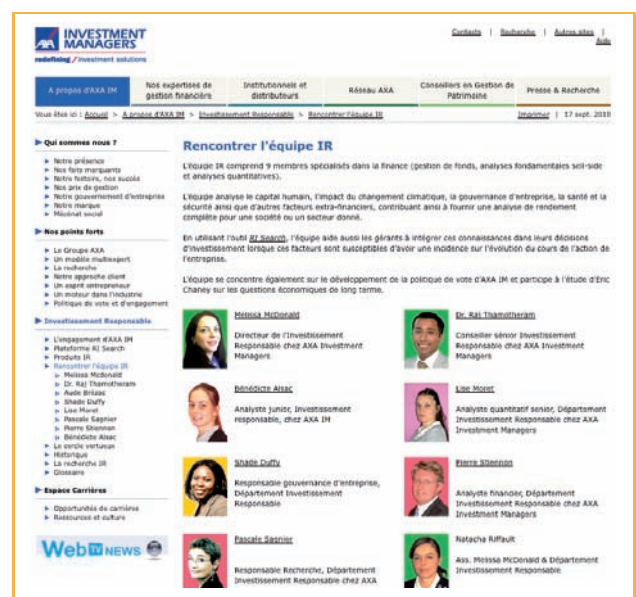 INVESTMENT
MANAGERS
redefining / investment solutions
Contacts | Recherche | Autres sites |
Aide
A propos d'AXA IM
Nos expertises de
gestion financière
Institutionnels et
distributeurs
Réseau AXA
Conseillers en Gestion de
Patrimoine
Presse & Recherche
Vous êtes ici : Accueil > A propos d'AXA IM > Investissement Responsable > Rencontrer l'équipe IR
Imprimer | 17 sept. 2010
Qui sommes nous ?
Notre présence
Nos faits marquants
Notre histoire, nos succès
Nos prix de gestion
Notre gouvernement d'entreprise
Notre marque
Mécénat social
Nos points forts
Le Groupe AXA
Un modèle multiexpert
La recherche
Notre approche client
Un esprit entrepreneur
Un moteur dans l'industrie
Politique de vote et d'engagement
Investissement Responsable
L'engagement d'AXA IM
Plateforme RI Search
Produits IR
Rencontrer l'équipe IR
Melissa McDonald
Dr. Raj Thamotheram
Aude Brézac
Shade Duffy
Lise Moret
Pascale Sagnier
Pierre Stiennon
Bénédicte Alsac
Le cercle vertueux
Historique
La recherche IR
Glossaire
Espace Carrières
Opportunités de carrières
Ressources et culture
Web TV NEWS
Rencontrer l'équipe IR
L'équipe IR comprend 9 membres spécialisés dans la finance (gestion de fonds, analyses fondamentales sell-side
et analyses quantitatives).
L'équipe analyse le capital humain, l'impact du changement climatique, la gouvernance d'entreprise, la santé et la
sécurité ainsi que d'autres facteurs extra-financiers, contribuant ainsi à fournir une analyse de rendement
complète pour une société ou un secteur donné.
En utilisant l'outil RI Search, l'équipe aide aussi les gérants à intégrer ces connaissances dans leurs décisions
d'investissement lorsque ces facteurs sont susceptibles d'avoir une incidence sur l'évolution du cours de l'action de
l'entreprise.
L'équipe se concentre également sur le développement de la politique de vote d'AXA IM et participe à l'étude d'Eric
Chaney sur les questions économiques de long terme.
Melissa McDonald
Directeur de l'Investissement
Responsable chez AXA Investment
Managers
Dr. Raj Thamotheram
Conseiller sénior Investissement
Responsable chez AXA Investment
Managers
Bénédicte Alsac
Analyste junior, Investissement
responsable, chez AXA IM
Lise Moret
Analyste quantitatif senior, Département
Investissement Responsable chez AXA
Investment Managers
Shade Duffy
Responsable gouvernance d'entreprise,
Département Investissement
Responsable
Pierre Stiennon
Analyste financier, Département
Investissement Responsable chez AXA
Investment Managers
Pascale Sagnier
Responsable Recherche, Département
Investissement Responsable chez AXA
Natacha Riffault
Ass. Meissa McDonald & Département
Investissement Responsable